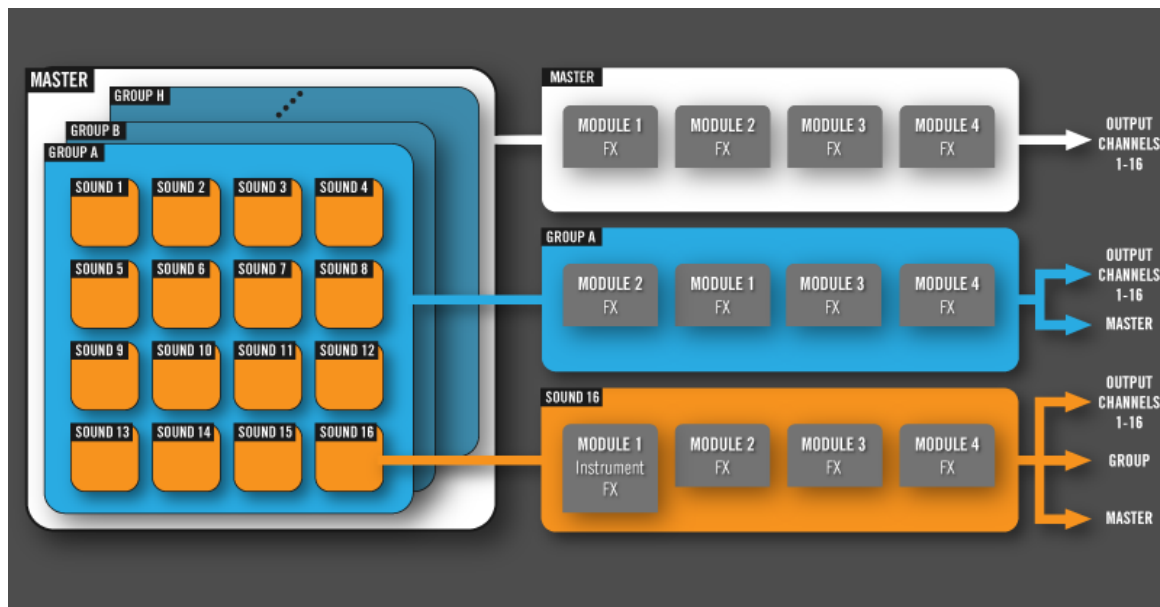 MASTER
GROUP H
GROUP B
GROUP A
SOUND 1
SOUND 2
SOUND 3
SOUND 4
SOUND 5
SOUND 6
SOUND 7
SOUND 8
SOUND 9
SOUND 10
SOUND 11
SOUND 12
SOUND 13
SOUND 14
SOUND 15
SOUND 16
MASTER
MODULE 1
FX
MODULE 2
FX
MODULE 3
FX
MODULE 4
FX
OUTPUT
CHANNELS
1-16
GROUP A
MODULE 2
FX
MODULE 1
FX
MODULE 3
FX
MODULE 4
FX
OUTPUT
CHANNELS
1-16
MASTER
SOUND 16
MODULE 1
Instrument
FX
MODULE 2
FX
MODULE 3
FX
MODULE 4
FX
OUTPUT
CHANNELS
1-16
GROUP
MASTER